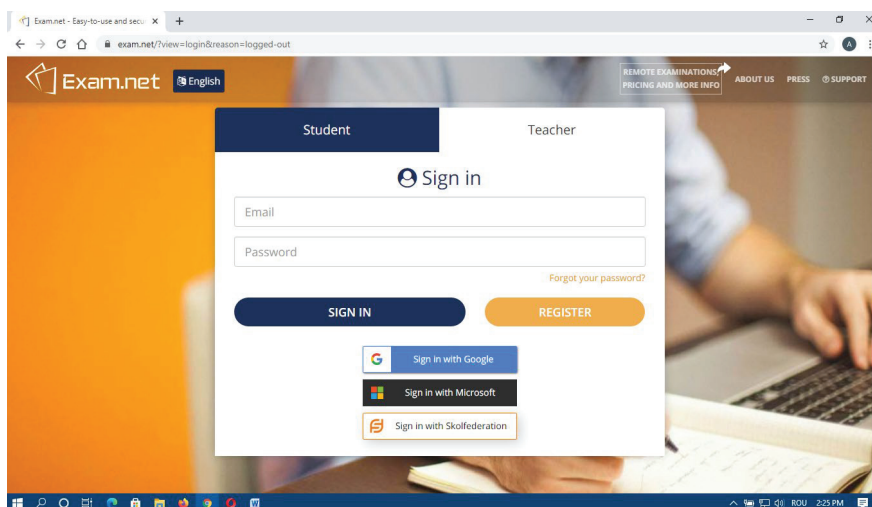 Exam.net - Easy-to-use and secu
exam.net/?view=login&reason=logged-out
A
Exam.net
English
REMOTE EXAMINATIONS,
PRICING AND MORE INFO
ABOUT US
PRESS
SUPPORT
Student
Teacher
Sign in
Email
Password
Forgot your password?
SIGN IN
REGISTER
Sign in with Google
Sign in with Microsoft
Sign in with Skolfederation
ROU
2:25 PM